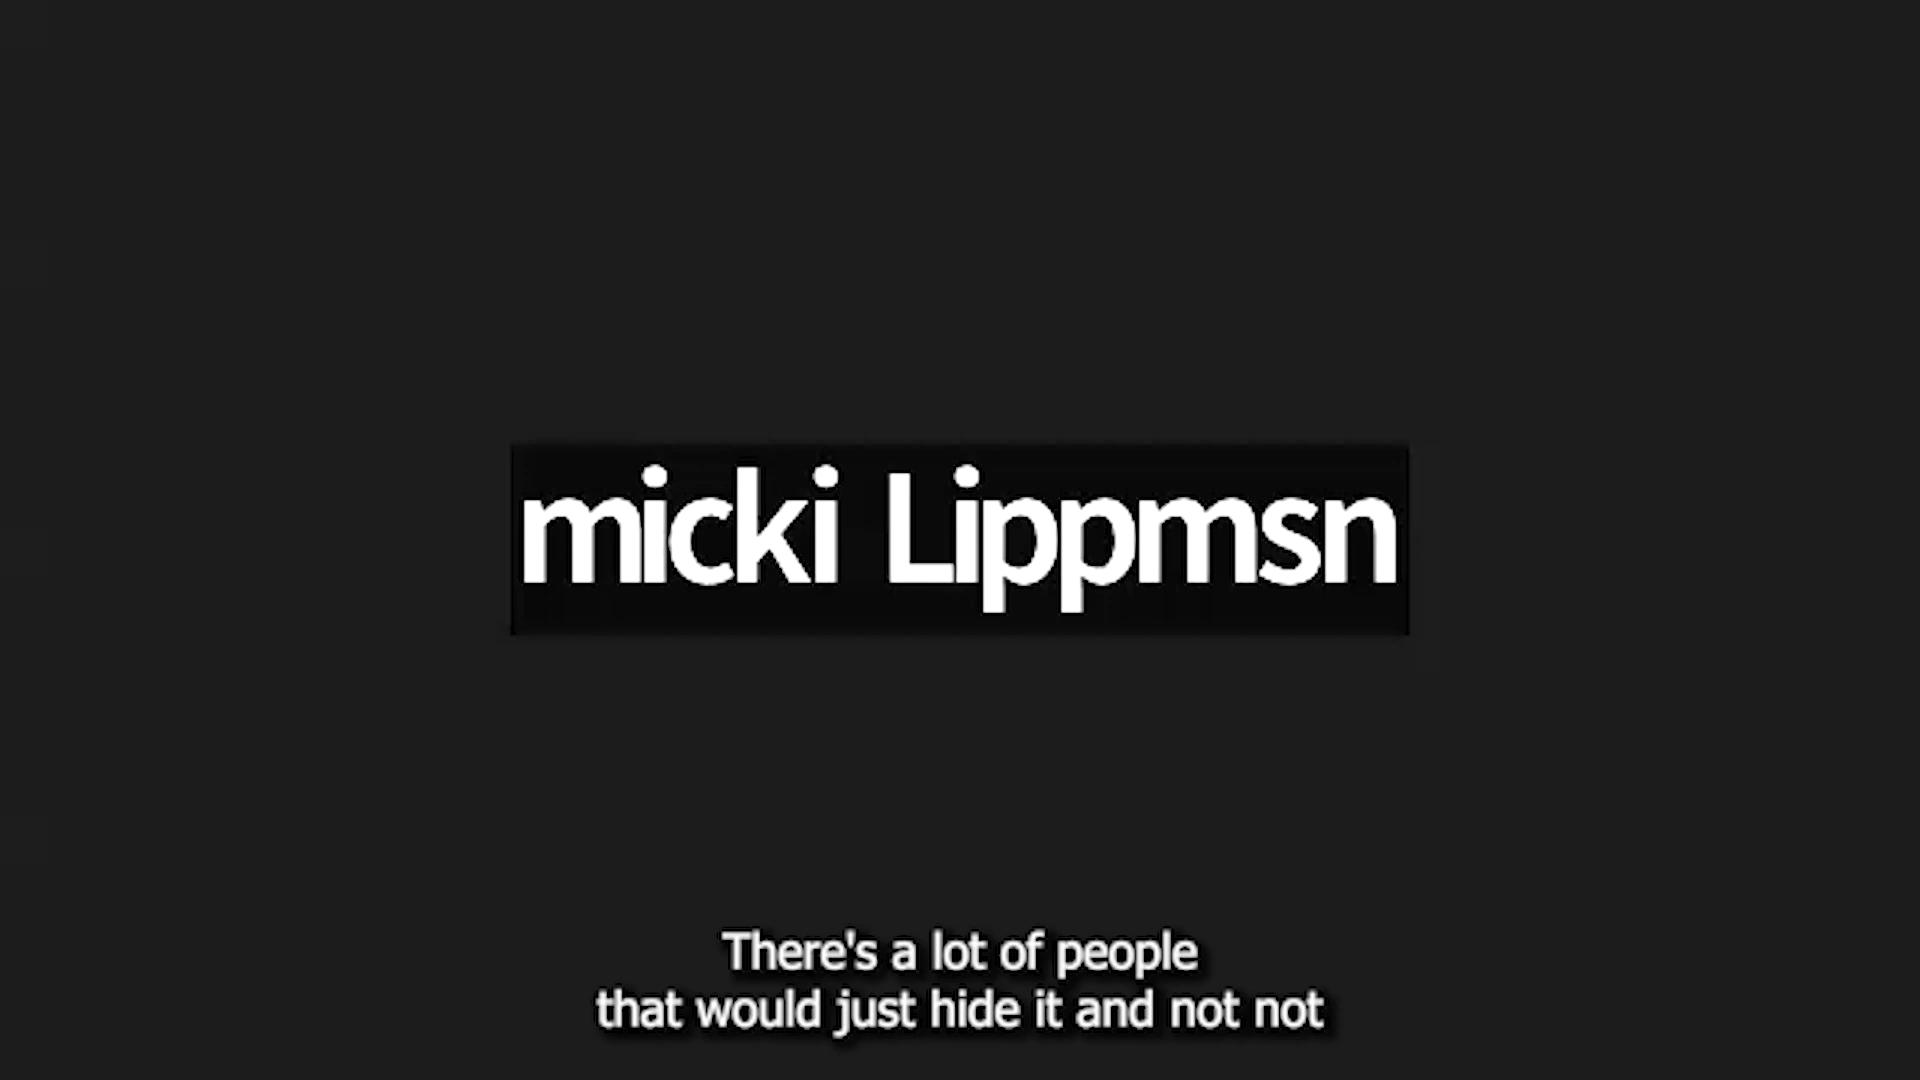 micki Lippmsn
There's a lot of people
that would just hide it and not not